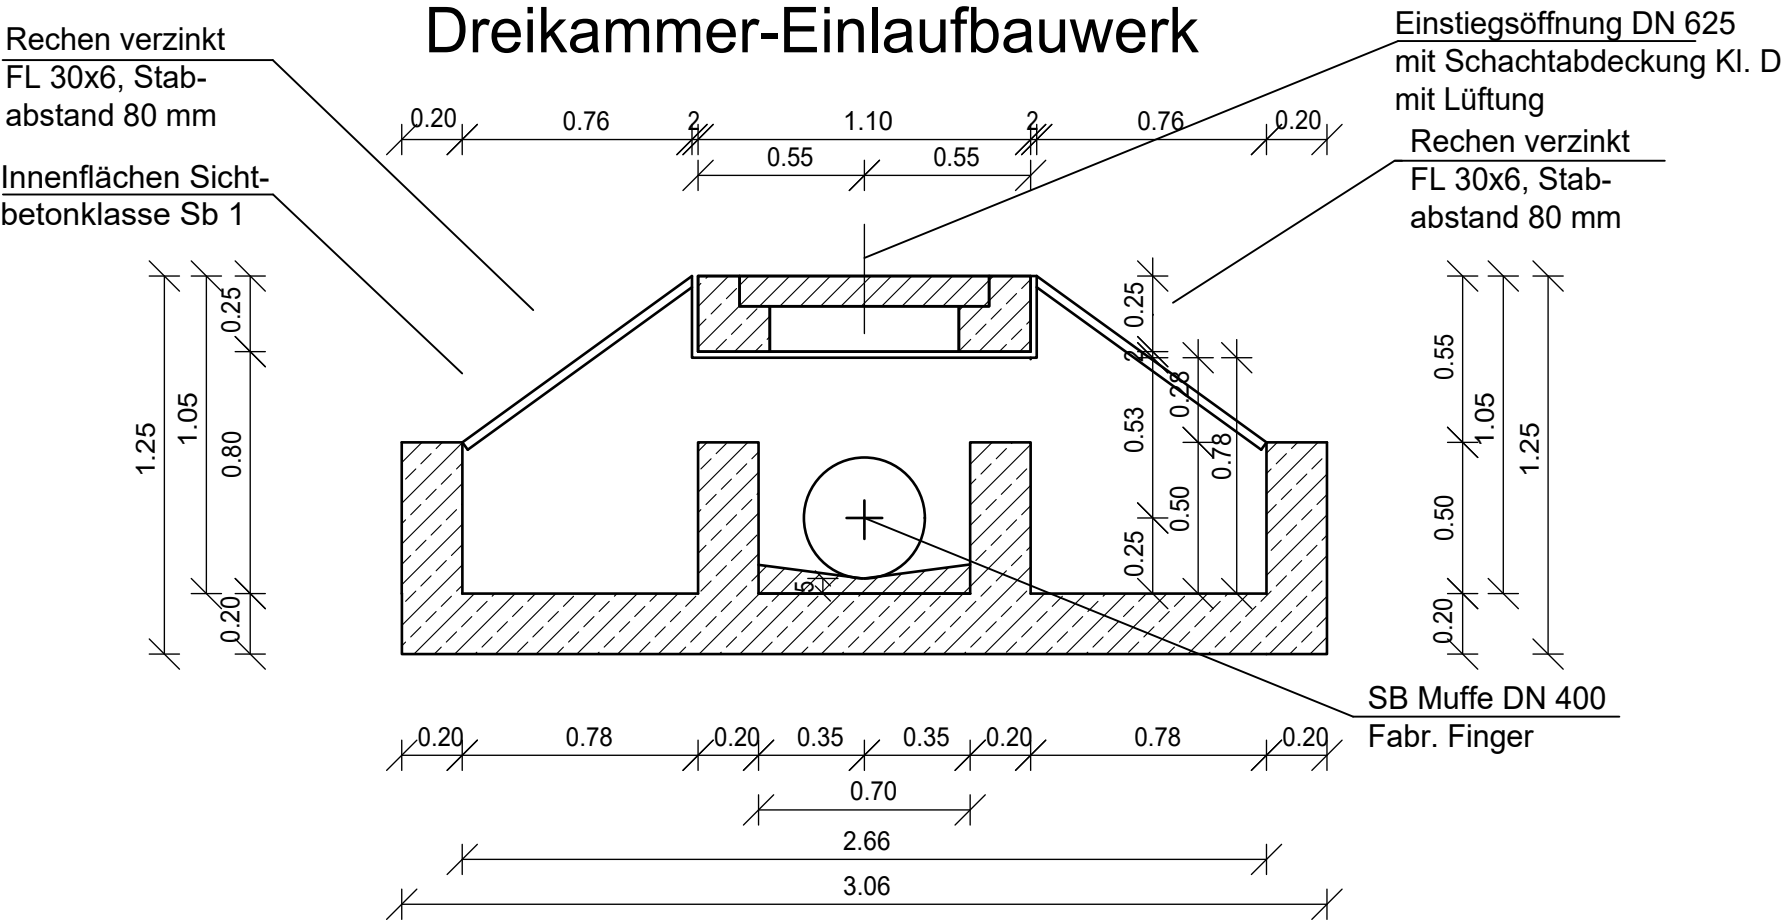 Dreikammer-Einlaufbauwerk
Rechen verzinkt
FL 30x6, Stab-
abstand 80 mm
Innenflächen Sicht-
betonklasse Sb 1
Einstiegsöffnung DN 625
mit Schachtabdeckung Kl. D
mit Lüftung
Rechen verzinkt
FL 30x6, Stab-
abstand 80 mm
0.20 0.76 2 1.10 2 0.76 0.20
0.55 0.55
1.25
1.05
0.25
0.80
0.20
0.25
2
0.53
0.25
0.28
0.50
0.78
0.55
0.50
0.20
1.05
1.25
5
SB Muffe DN 400
Fabr. Finger
0.20 0.78 0.20 0.35 0.35 0.20 0.78 0.20
0.70
2.66
3.06